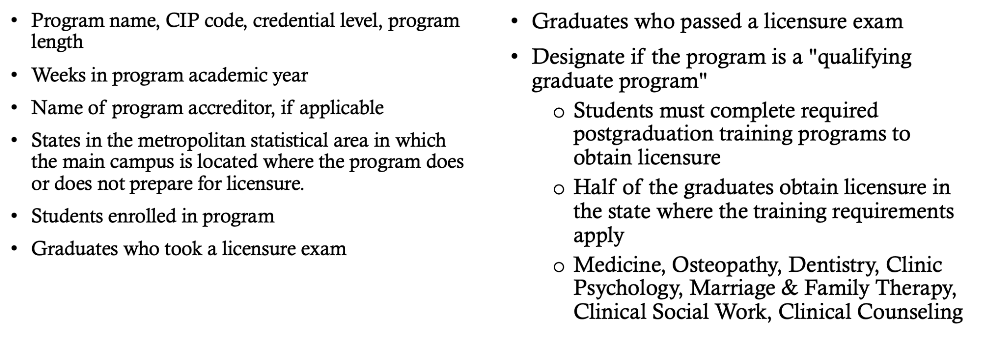 • Program name, CIP code, credential level, program
length
• Weeks in program academic year
• Name of program accreditor, if applicable
• States in the metropolitan statistical area in which
the main campus is located where the program does
or does not prepare for licensure.
• Students enrolled in program
• Graduates who took a licensure exam
• Graduates who passed a licensure exam
• Designate if the program is a "qualifying
graduate program"
o Students must complete required
postgraduation training programs to
obtain licensure
o Half of the graduates obtain licensure in
the state where the training requirements
apply
o Medicine, Osteopathy, Dentistry, Clinic
Psychology, Marriage & Family Therapy,
Clinical Social Work, Clinical Counseling